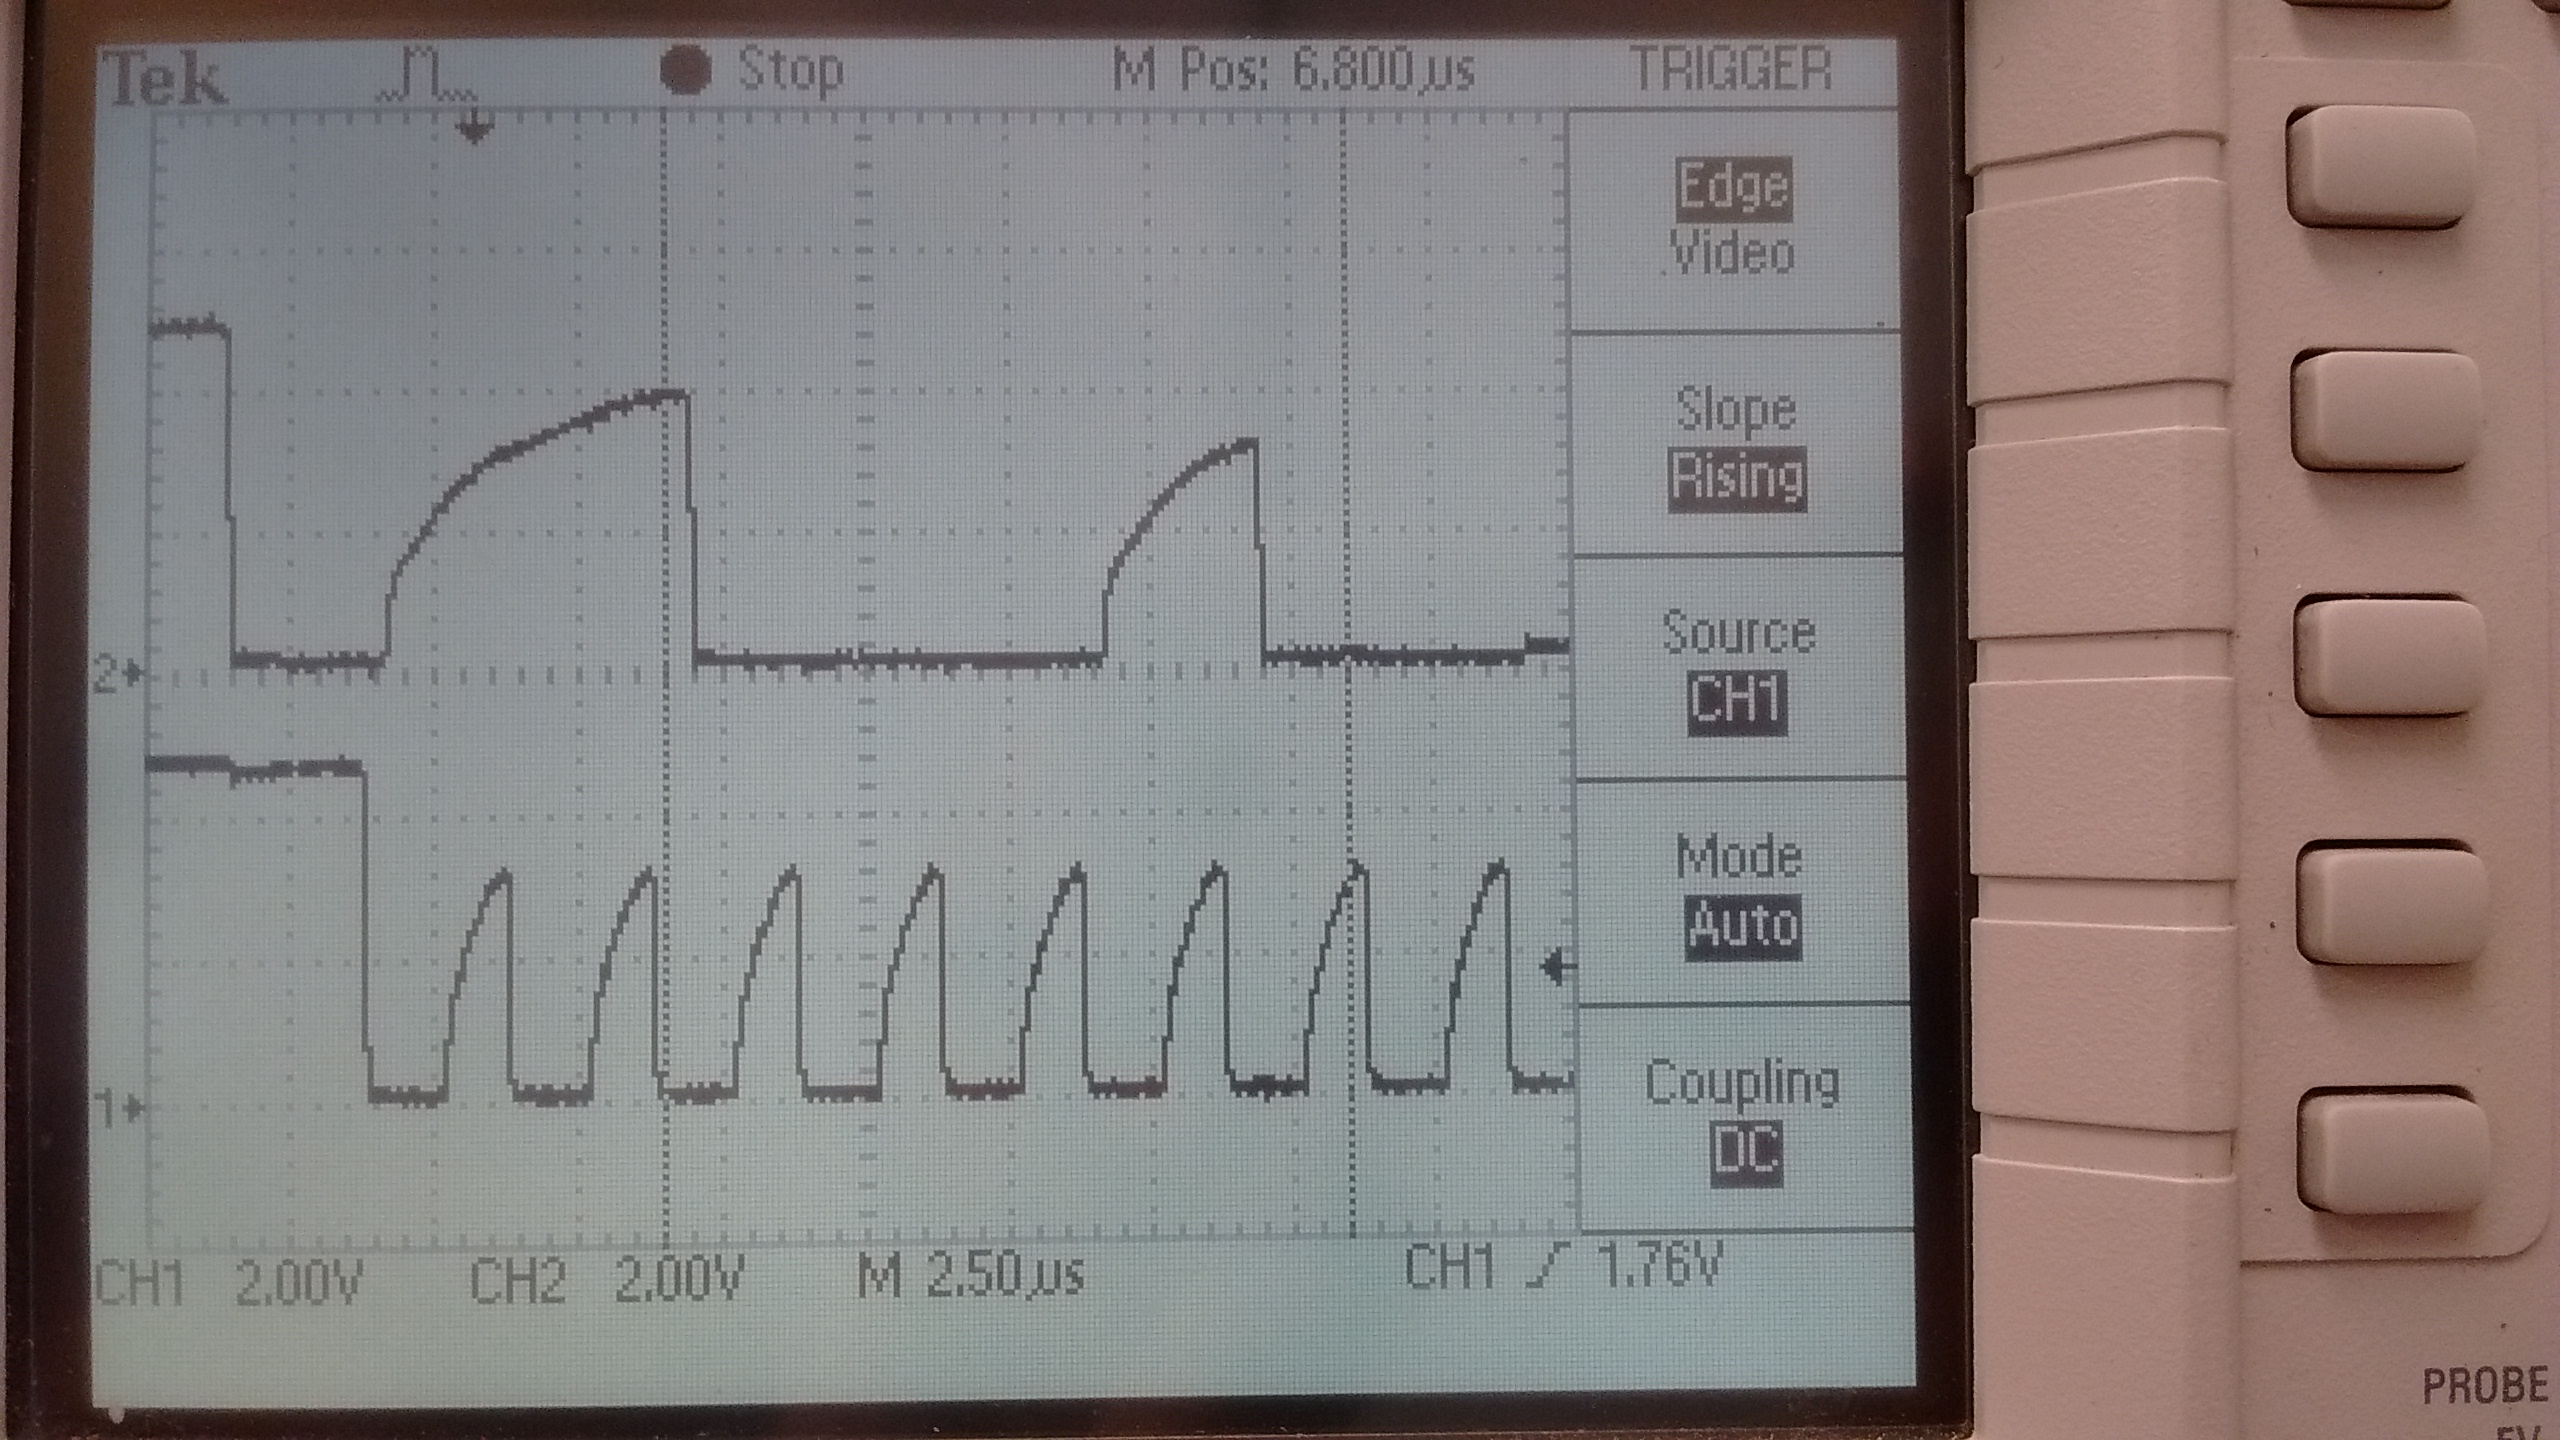 Tek Stop M Pos: 6.800µs TRIGGER
Edge
Video
Slope
Rising
Source
CH1
Mode
Auto
Coupling
DC
2
1
CH1 2.00V CH2 2.00V M 2.50µs CH1 1.76V
PROBE